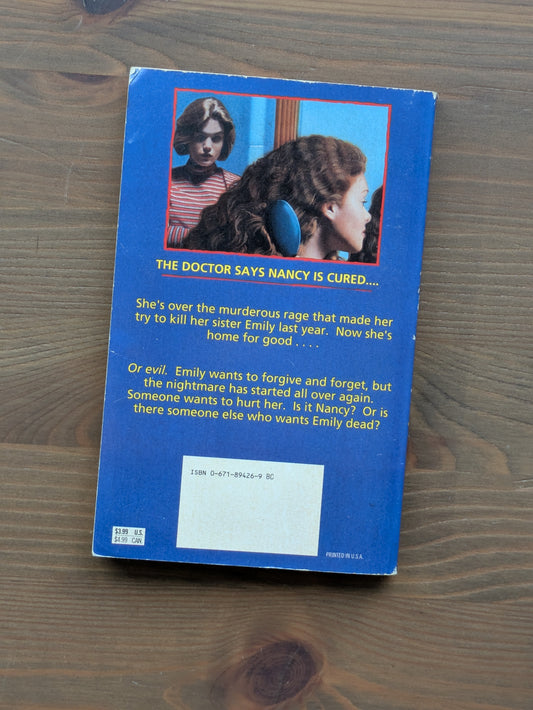 THE DOCTOR SAYS NANCY IS CURED....
She's over the murderous rage that made her
try to kill her sister Emily last year. Now she's
home for good . . . .
Or evil. Emily wants to forgive and forget, but
the nightmare has started all over again.
Someone wants to hurt her. Is it Nancy? Or is
there someone else who wants Emily dead?
ISBN 0-671-89426-9 BC
$3.99 U.S.
$4.99 CAN
PRINTED IN U.S.A.